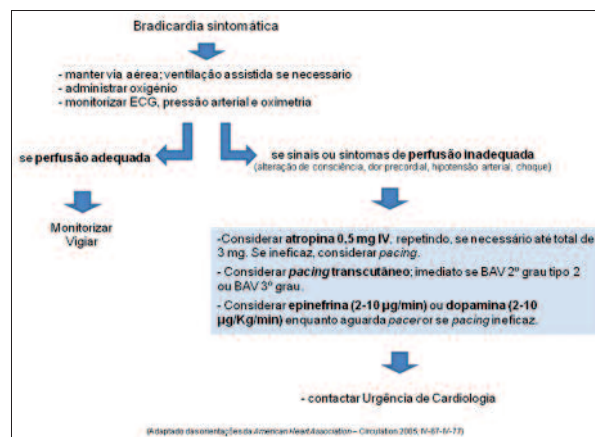 Bradicardia sintomática
- manter via aérea; ventilação assistida se necessário
- administrar oxigénio
- monitorizar ECG, pressão arterial e oximetria
se perfusão adequada
se sinais ou sintomas de perfusão inadequada
(alteração de consciência, dor precordial, hipotensão arterial, choque)
Monitorizar
Vigiar
-Considerar atropina 0,5 mg IV, repetindo, se necessário até total de
3 mg. Se ineficaz, considerar pacing.
-Considerar pacing transcutâneo; imediato se BAV 2º grau tipo 2
ou BAV 3º grau.
-Considerar epinefrina (2-10 µg/min) ou dopamina (2-10
µg/Kg/min) enquanto aguarda pacer or se pacing ineficaz.
- contactar Urgência de Cardiologia
(Adaptado das orientações da American Heart Association – Circulation 2005; IV-67-IV-77)